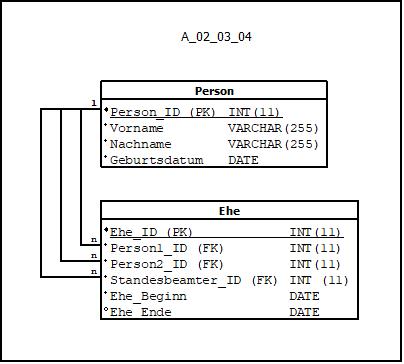 A_02_03_04
Person
1
Person_ID (PK) INT(11)
Vorname VARCHAR(255)
Nachname VARCHAR(255)
Geburtsdatum DATE
Ehe
Ehe_ID (PK) INT(11)
n Person1_ID (FK) INT(11)
n Person2_ID (FK) INT(11)
n Standesbeamter_ID (FK) INT (11)
Ehe_Beginn DATE
Ehe_Ende DATE